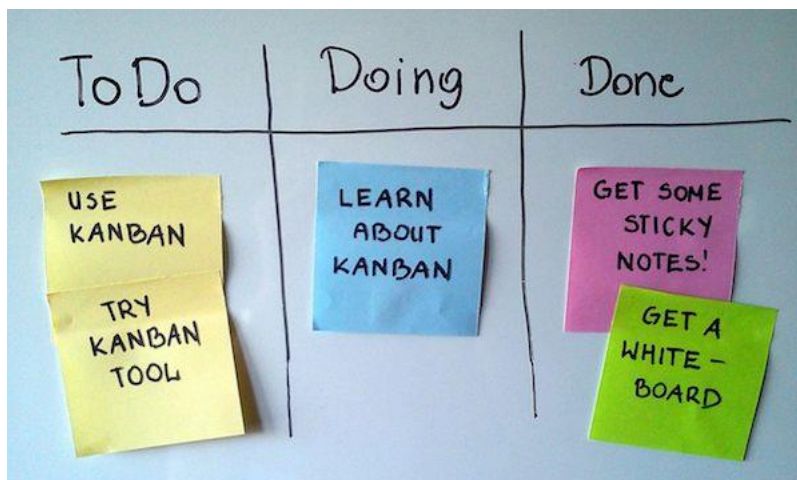 To Do
Doing
Done
USE
KANBAN
TRY
KANBAN
TOOL
LEARN
ABOUT
KANBAN
GET SOME
STICKY
NOTES!
GET A
WHITE-
BOARD